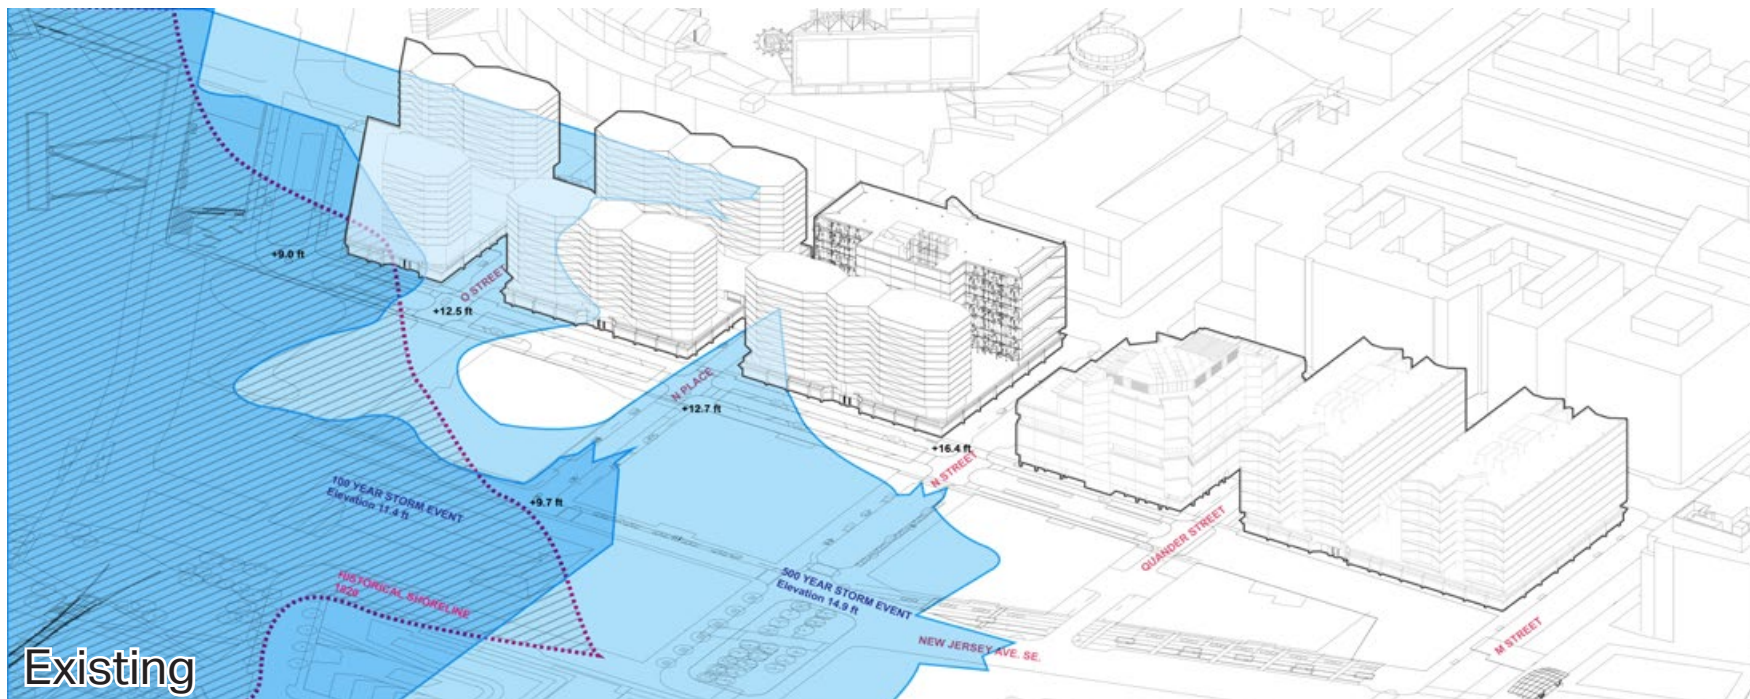 +9.0 ft
O STREET
+12.5 ft
N PLACE
+12.7 ft
+16.4 ft
N STREET
100 YEAR STORM EVENT
Elevation 11.4 ft
+9.7 ft
QUANDER STREET
500 YEAR STORM EVENT
Elevation 14.9 ft
HISTORICAL SHORELINE
1820
NEW JERSEY AVE. SE.
M STREET
Existing